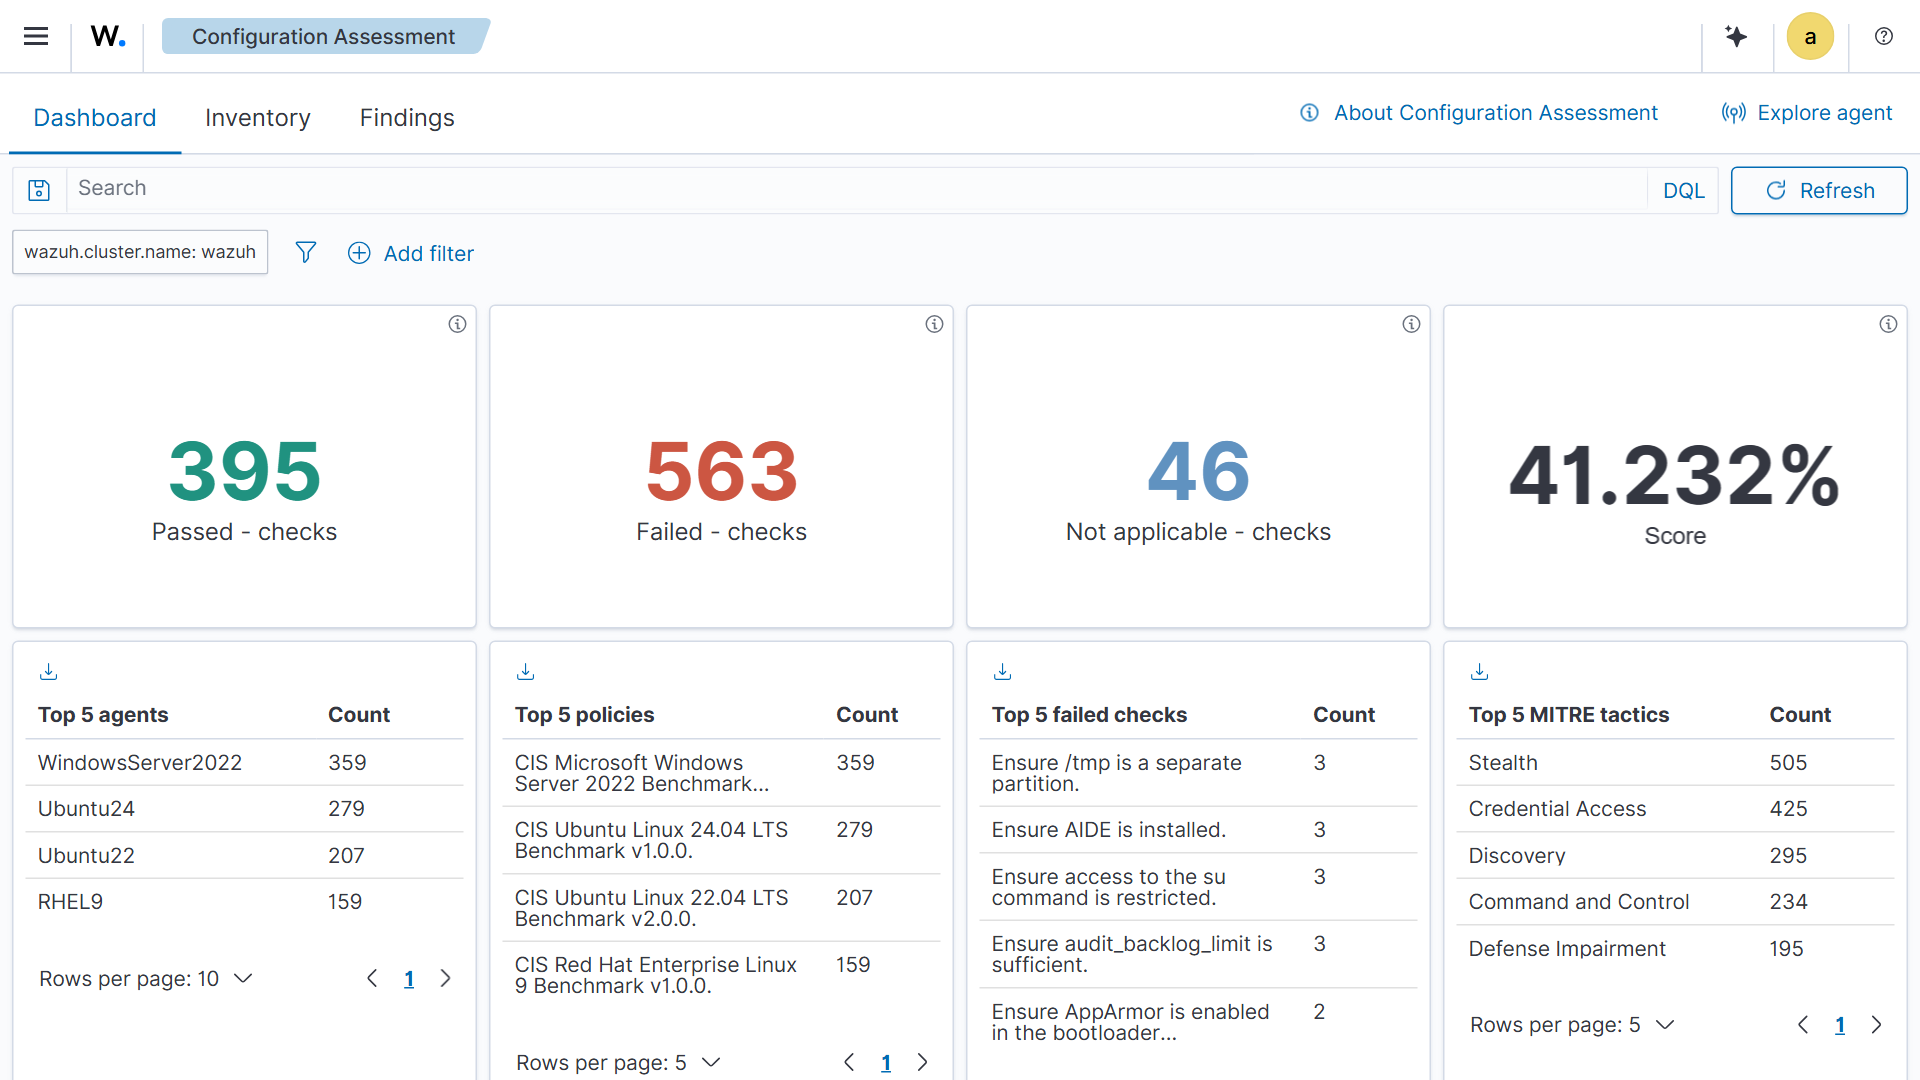 W.
Configuration Assessment
a
Dashboard
Inventory
Findings
About Configuration Assessment
Explore agent
Search
DQL
Refresh
wazuh.cluster.name: wazuh
Add filter
395
Passed - checks
563
Failed - checks
46
Not applicable - checks
41.232%
Score
Top 5 agents Count
WindowsServer2022 359
Ubuntu24 279
Ubuntu22 207
RHEL9 159
Rows per page: 10
1
Top 5 policies Count
CIS Microsoft Windows 359
Server 2022 Benchmark...
CIS Ubuntu Linux 24.04 LTS 279
Benchmark v1.0.0.
CIS Ubuntu Linux 22.04 LTS 207
Benchmark v2.0.0.
CIS Red Hat Enterprise Linux 159
9 Benchmark v1.0.0.
Rows per page: 5
1
Top 5 failed checks Count
Ensure /tmp is a separate 3
partition.
Ensure AIDE is installed. 3
Ensure access to the su 3
command is restricted.
Ensure audit_backlog_limit is 3
sufficient.
Ensure AppArmor is enabled 2
in the bootloader...
Top 5 MITRE tactics Count
Stealth 505
Credential Access 425
Discovery 295
Command and Control 234
Defense Impairment 195
Rows per page: 5
1